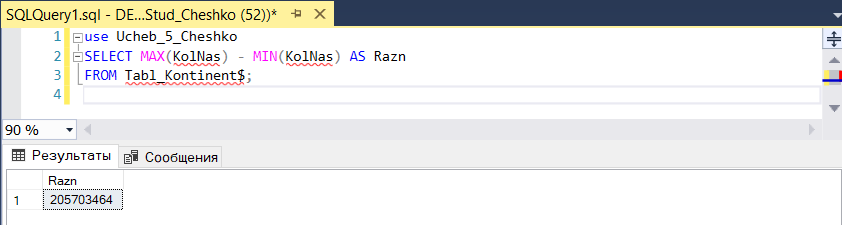 SQLQuery1.sql - DE...Stud_Cheshko (52))*
1 use Ucheb_5_Cheshko
2 SELECT MAX(KolNas) - MIN(KolNas) AS Razn
3 FROM Tabl_Kontinent$;
4
90 %
Результаты Сообщения
Razn
1 205703464